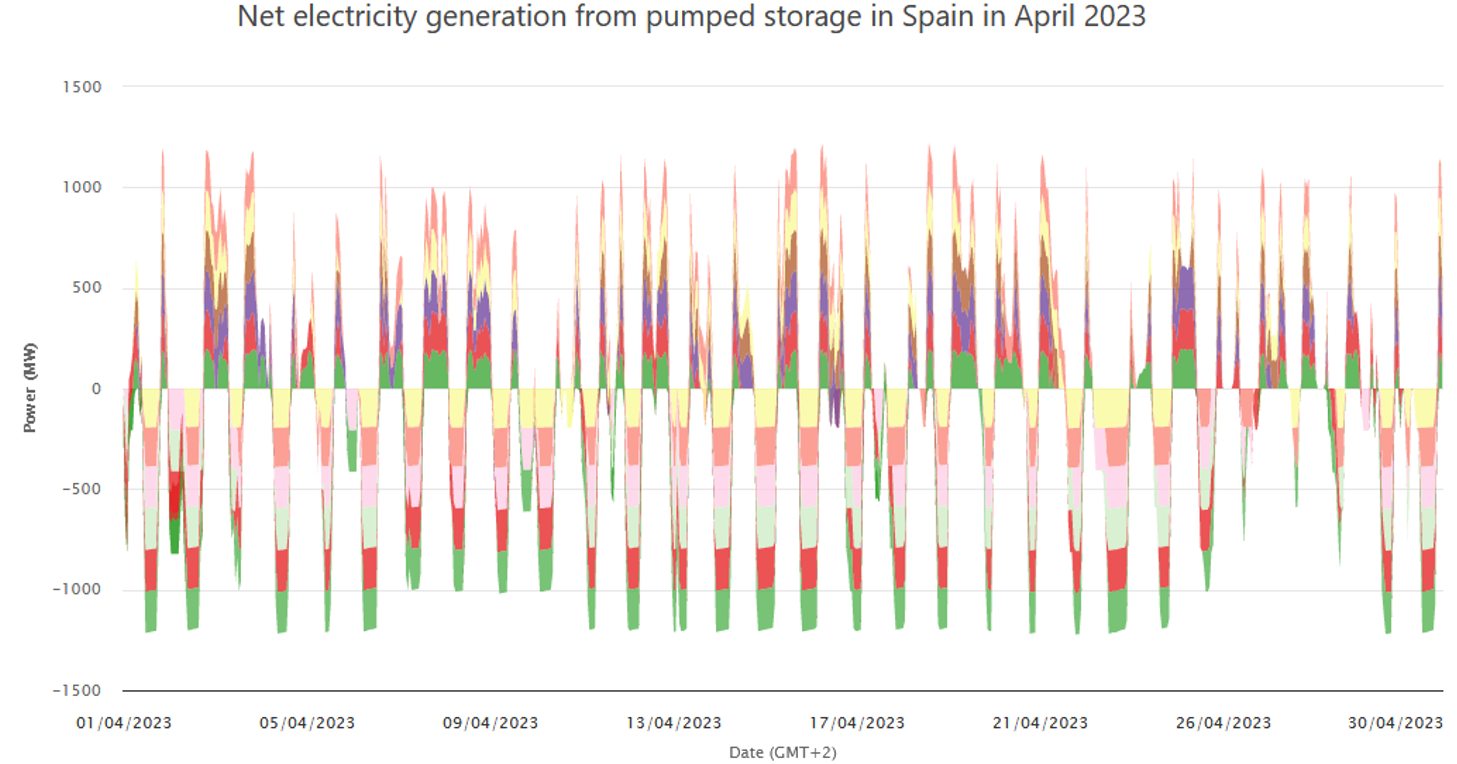 Net electricity generation from pumped storage in Spain in April 2023
1500
1000
500
0
−500
−1000
−1500
Power (MW)
01/04/2023 05/04/2023 09/04/2023 13/04/2023 17/04/2023 21/04/2023 26/04/2023 30/04/2023
Date (GMT+2)